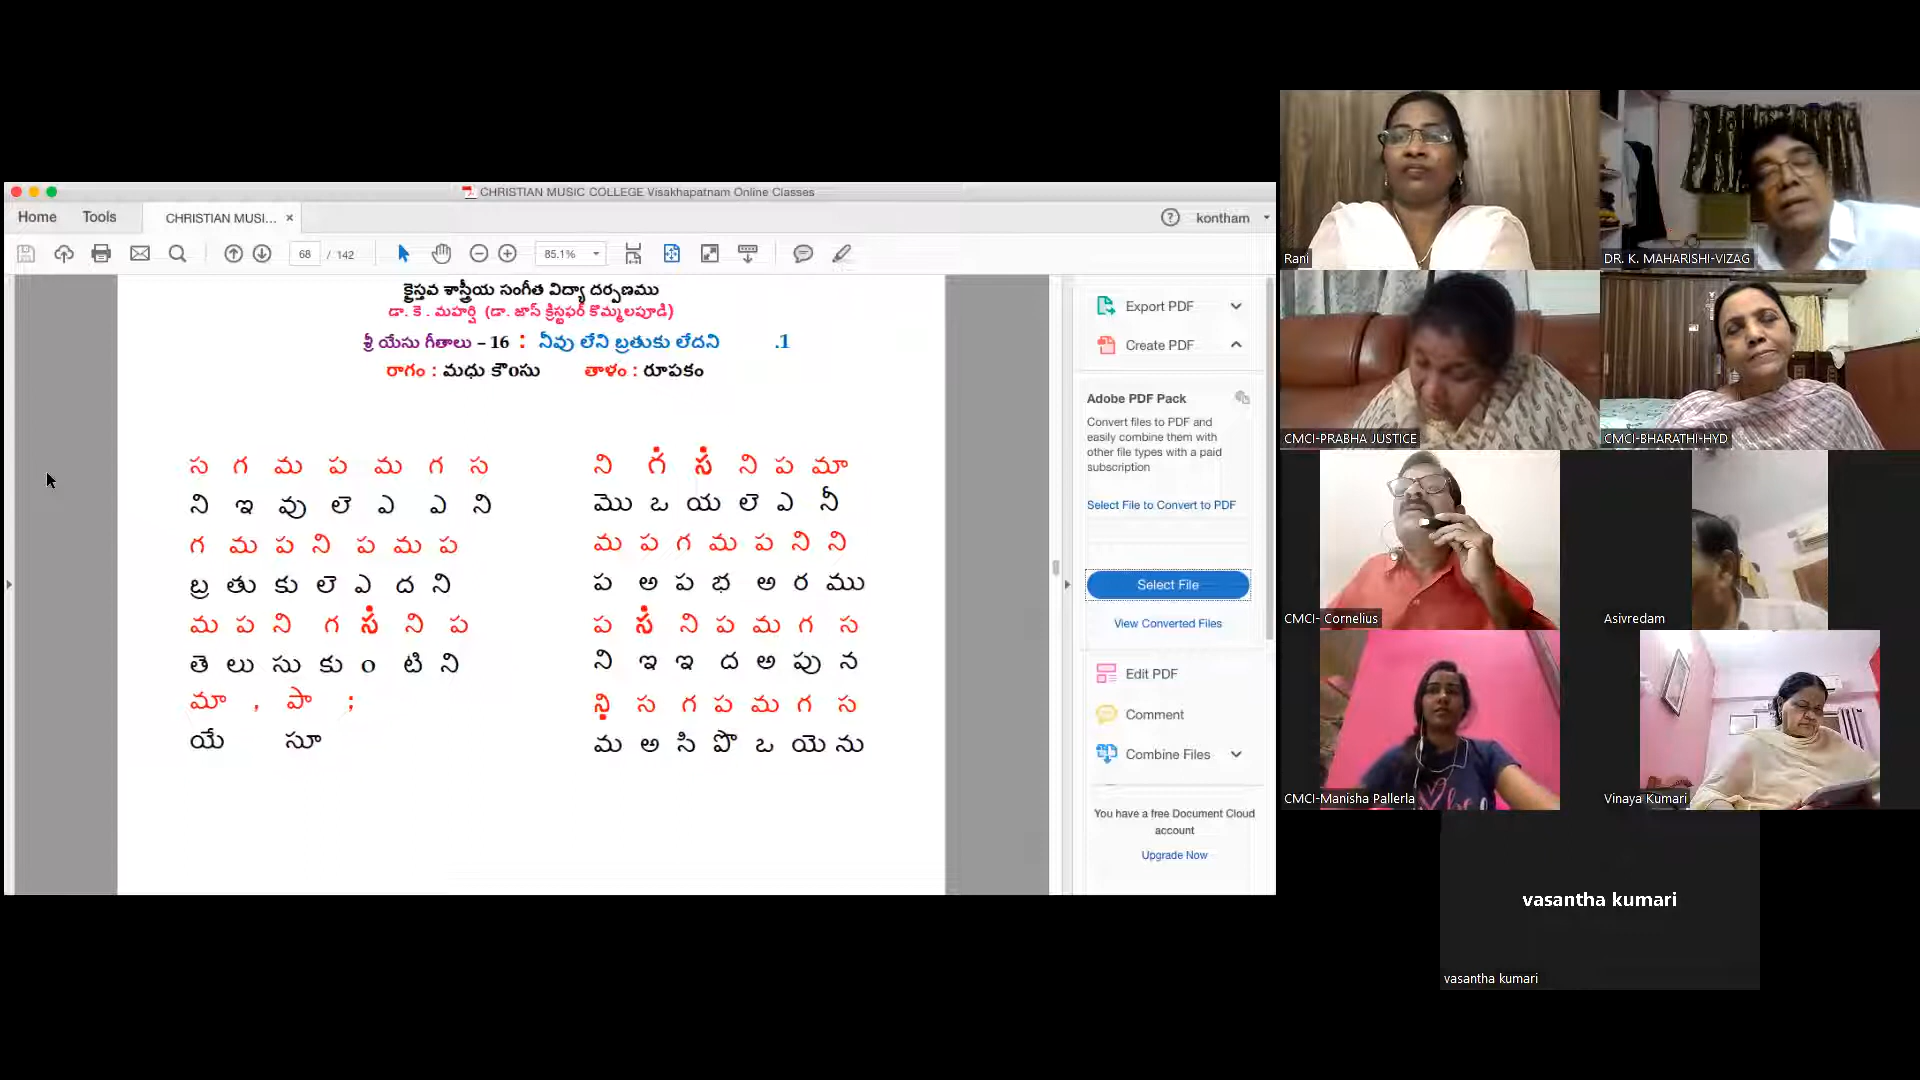 CHRISTIAN MUSIC COLLEGE Visakhapatnam Online Classes
Home Tools CHRISTIAN MUSI... × kontham
68 / 142 85.1%
క్రైస్తవ శాస్త్రీయ సంగీత విద్యా దర్పణము
డా. కె . మహర్షి (డా. జాస్ క్రిస్టఫర్ కొమ్మలపూడి)
శ్రీ యేసు గీతాలు – 16 : నీవు లేని బ్రతుకు లేదని .1
రాగం : మధు కౌంసు తాళం : రూపకం
స గ మ ప మ గ స
ని ఇ వు లె ఎ ఎ ని
గ మ ప ని ప మ ప
బ్ర తు కు లె ఎ ద ని
మ ప ని గ స ని ప
తె లు సు కు ం టి ని
మా , పా ;
యే సూ
ని గ స ని ప మా
మొ ఒ య లె ఎ నీ
మ ప గ మ ప ని ని
ప అ ప భ అ ర ము
ప స ని ప మ గ స
ని ఇ ఇ ద అ పు న
ని స గ ప మ గ స
మ అ సి పొ ఒ యె ను
Export PDF
Create PDF
Adobe PDF Pack
Convert files to PDF and
easily combine them with
other file types with a paid
subscription
Select File to Convert to PDF
Select File
View Converted Files
Edit PDF
Comment
Combine Files
You have a free Document Cloud
account
Upgrade Now
Rani
DR. K. MAHARISHI-VIZAG
CMCI-PRABHA JUSTICE
CMCI-BHARATHI-HYD
CMCI- Cornelius
Asivredam
CMCI-Manisha Pallerla
Vinaya Kumari
vasantha kumari
vasantha kumari